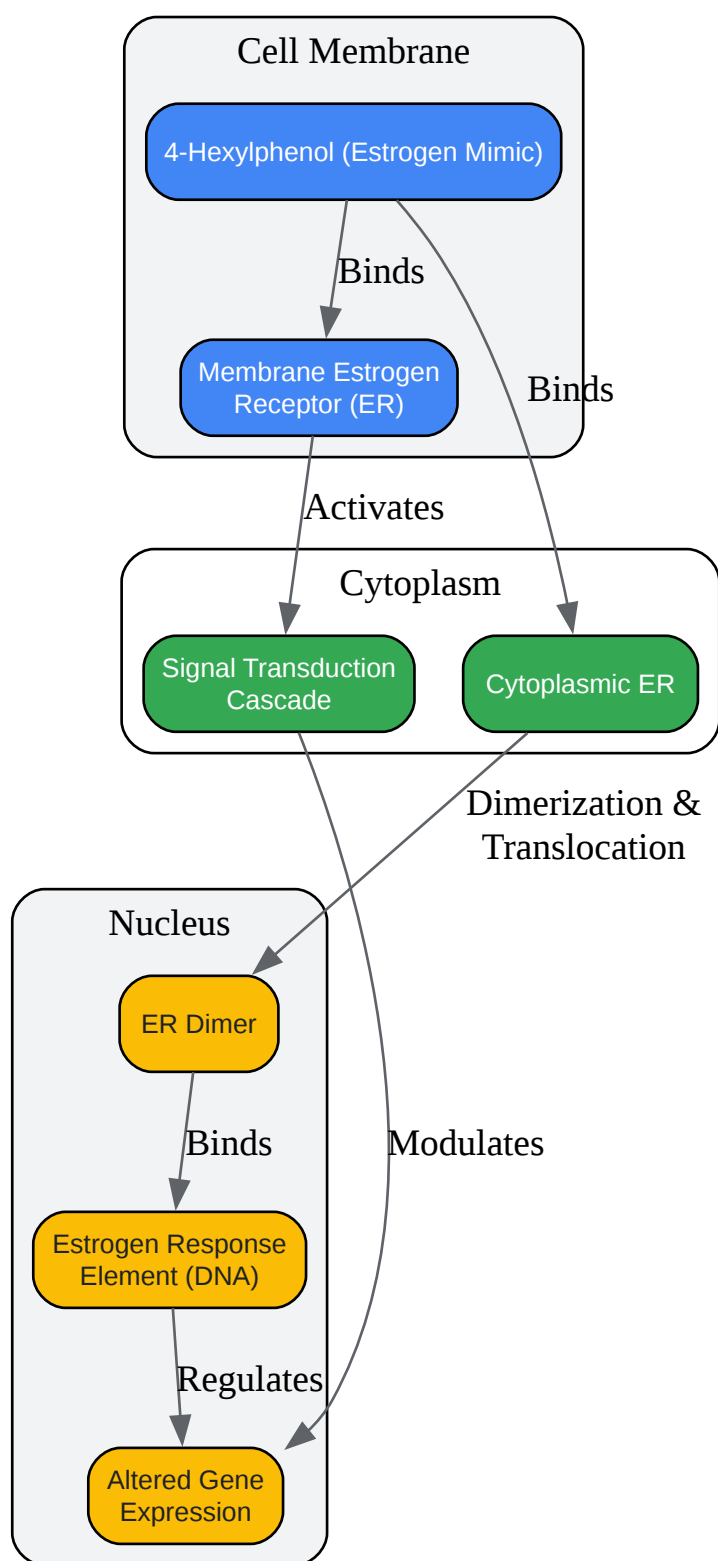 Cell Membrane
4-Hexylphenol (Estrogen Mimic)
Binds
Membrane Estrogen
Receptor (ER)
Binds
Activates
Cytoplasm
Signal Transduction
Cascade
Cytoplasmic ER
Dimerization &
Translocation
Nucleus
ER Dimer
Binds
Modulates
Estrogen Response
Element (DNA)
Regulates
Altered Gene
Expression